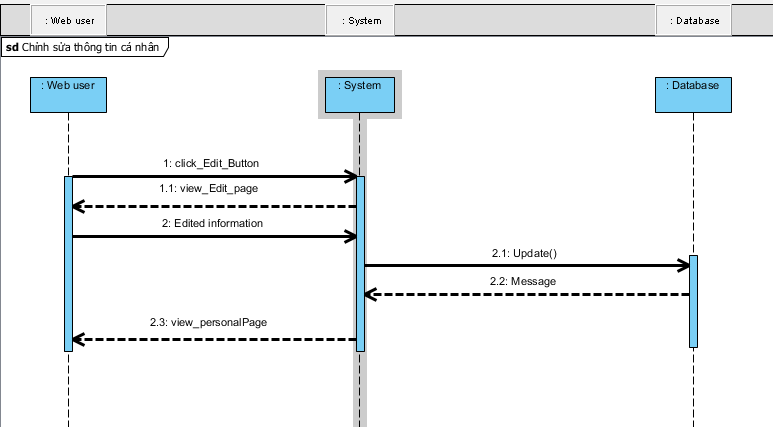 : Web user
: System
: Database
sd Chỉnh sửa thông tin cá nhân
: Web user
: System
: Database
1: click_Edit_Button
1.1: view_Edit_page
2: Edited information
2.1: Update()
2.2: Message
2.3: view_personalPage